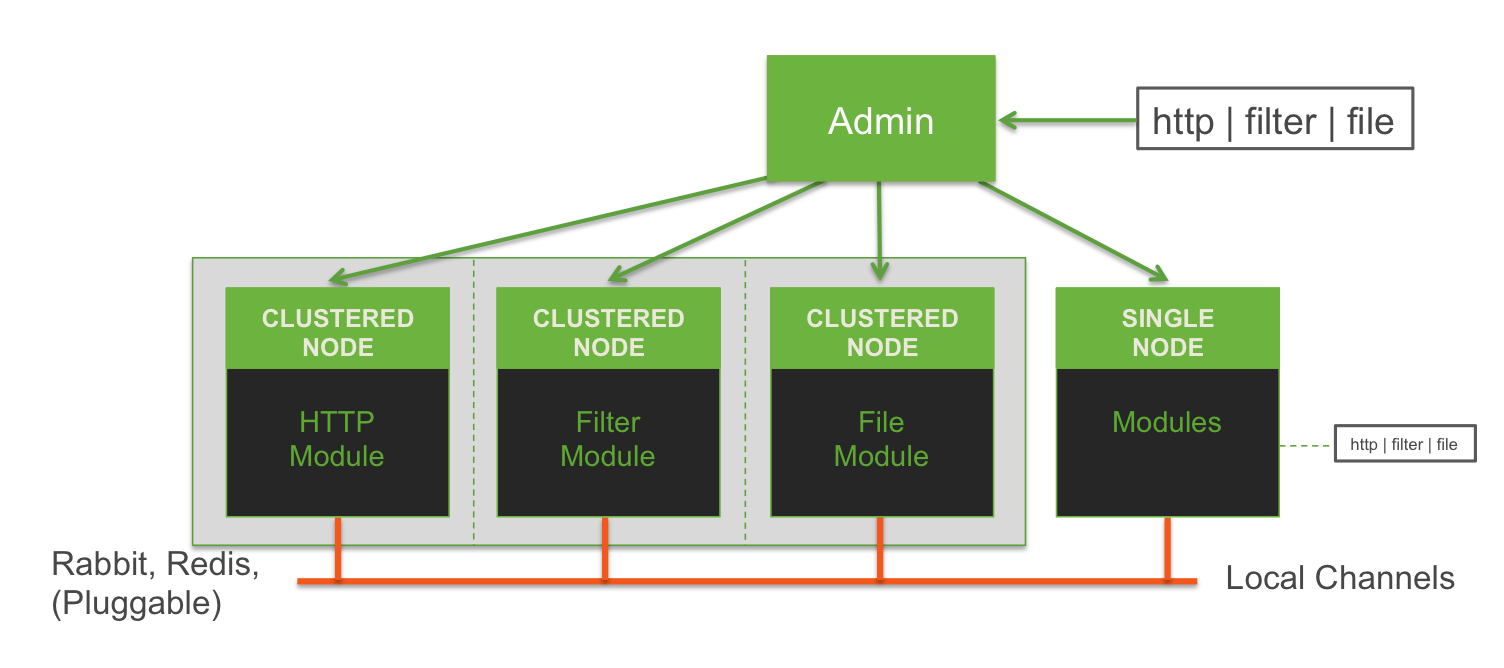 Admin
http | filter | file
CLUSTERED
NODE
HTTP
Module
CLUSTERED
NODE
Filter
Module
CLUSTERED
NODE
File
Module
SINGLE
NODE
Modules
http | filter | file
Rabbit, Redis,
(Pluggable)
Local Channels